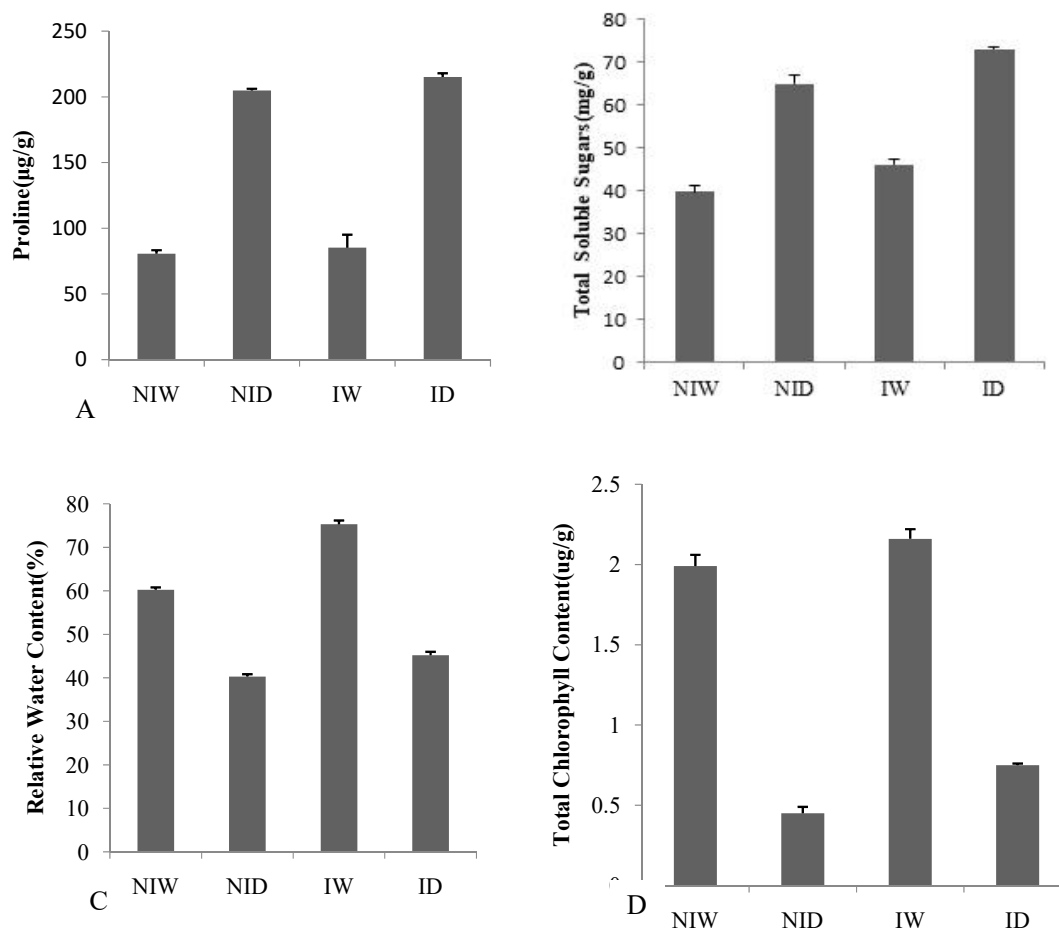 250
200
150
100
50
0
Proline(µg/g)
NIW NID IW ID
A
80
70
60
50
40
30
20
10
0
Total Soluble Sugars(mg/g)
NIW NID IW ID
80
70
60
50
40
30
20
10
0
Relative Water Content(%)
NIW NID IW ID
C
2.5
2
1.5
1
0.5
Total Chlorophyll Content(ug/g)
NIW NID IW ID
D